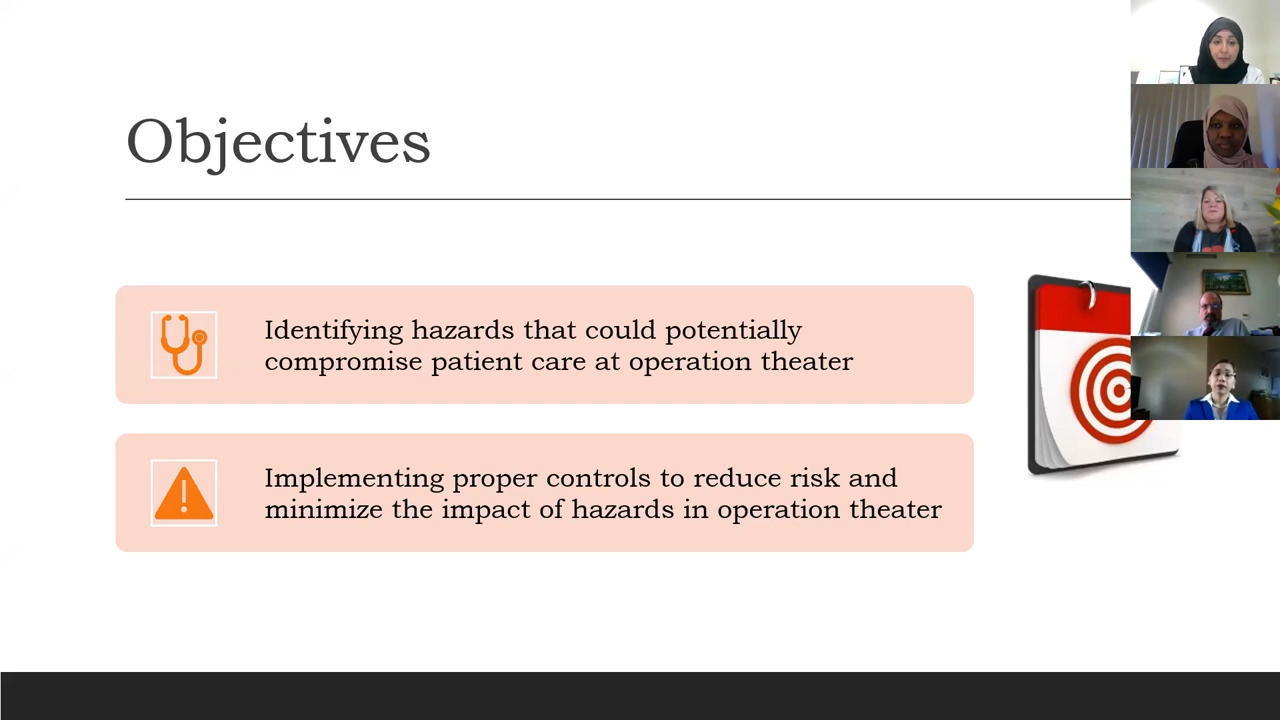 Objectives
Identifying hazards that could potentially
compromise patient care at operation theater
Implementing proper controls to reduce risk and
minimize the impact of hazards in operation theater